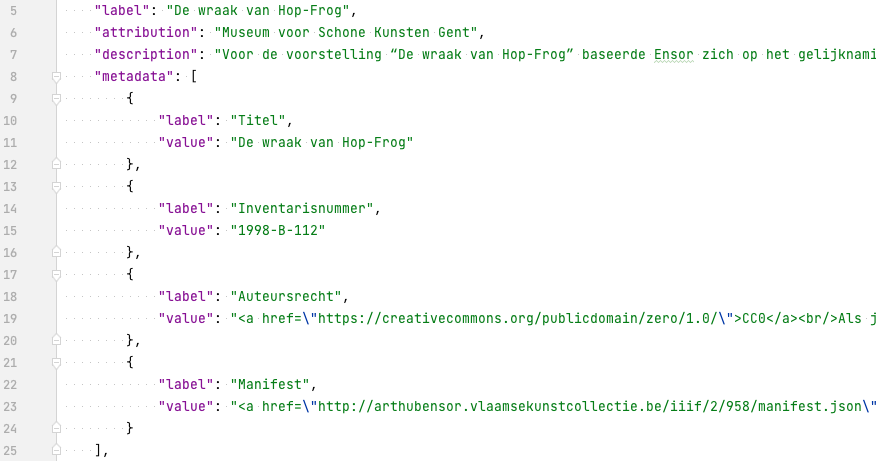 5 "label": "De wraak van Hop-Frog",
6 "attribution": "Museum voor Schone Kunsten Gent",
7 "description": "Voor de voorstelling “De wraak van Hop-Frog” baseerde Ensor zich op het gelijknami
8 "metadata": [
9 {
10 "label": "Titel",
11 "value": "De wraak van Hop-Frog"
12 },
13 {
14 "label": "Inventarisnummer",
15 "value": "1998-B-112"
16 },
17 {
18 "label": "Auteursrecht",
19 "value": "<a href=\"https://creativecommons.org/publicdomain/zero/1.0/\">CC0</a><br/>Als j
20 },
21 {
22 "label": "Manifest",
23 "value": "<a href=\"http://arthubensor.vlaamsekunstcollectie.be/iiif/2/958/manifest.json\"
24 }
25 ],